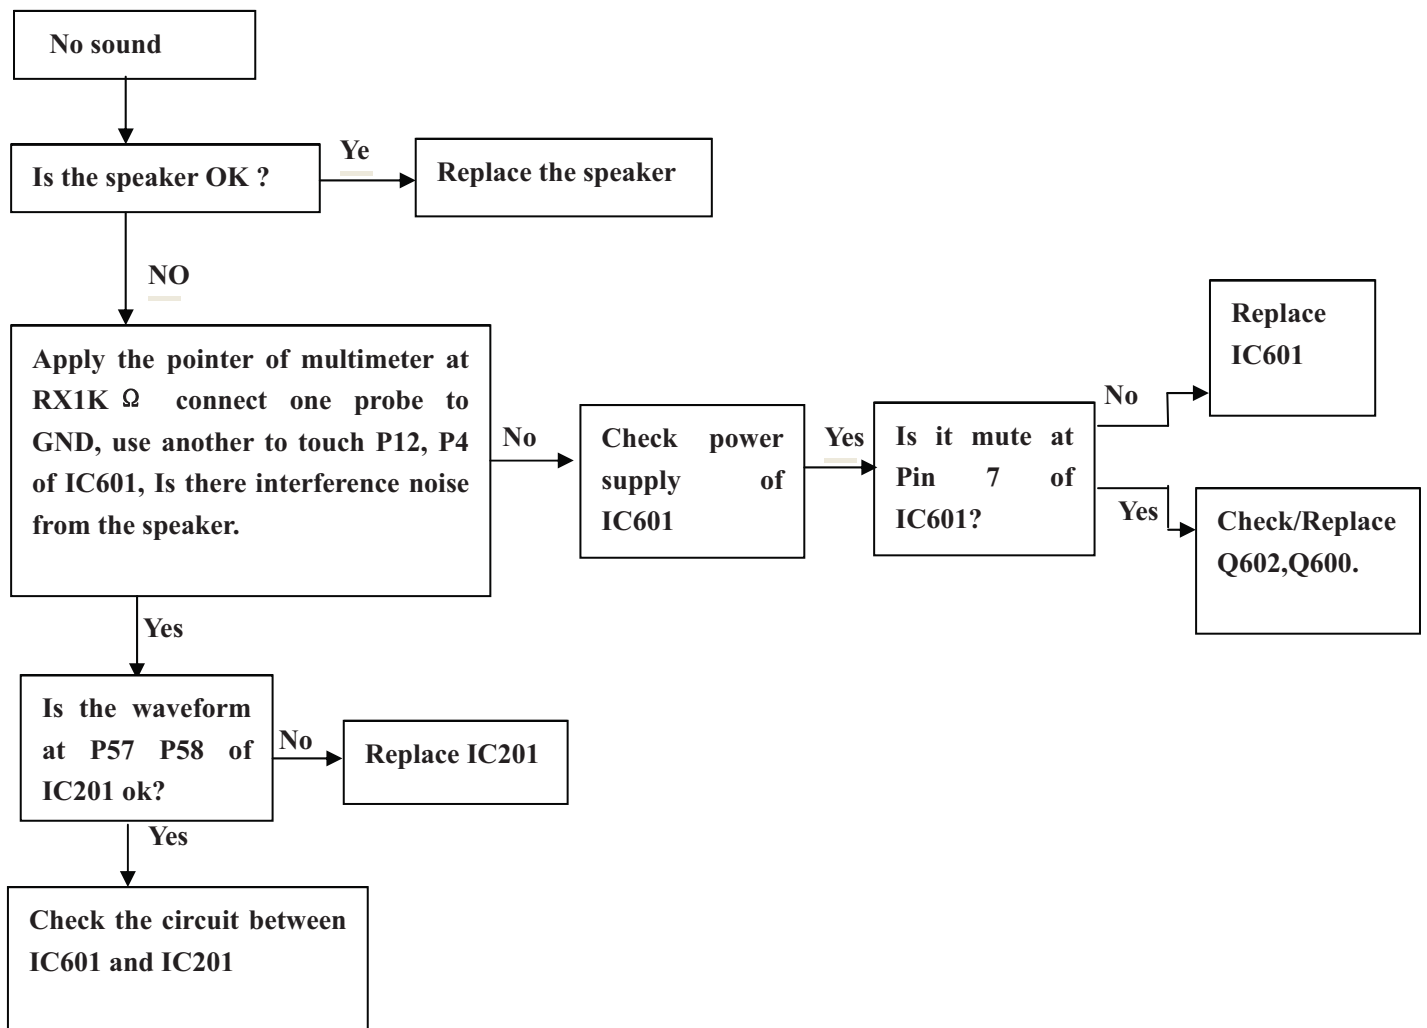 No sound
Is the speaker OK ?
Ye
Replace the speaker
NO
Apply the pointer of multimeter at
RX1K Ω connect one probe to
GND, use another to touch P12, P4
of IC601, Is there interference noise
from the speaker.
No
Check power
supply of
IC601
Yes
Is it mute at
Pin 7 of
IC601?
No
Replace
IC601
Yes
Check/Replace
Q602,Q600.
Yes
Is the waveform
at P57 P58 of
IC201 ok?
No
Replace IC201
Yes
Check the circuit between
IC601 and IC201